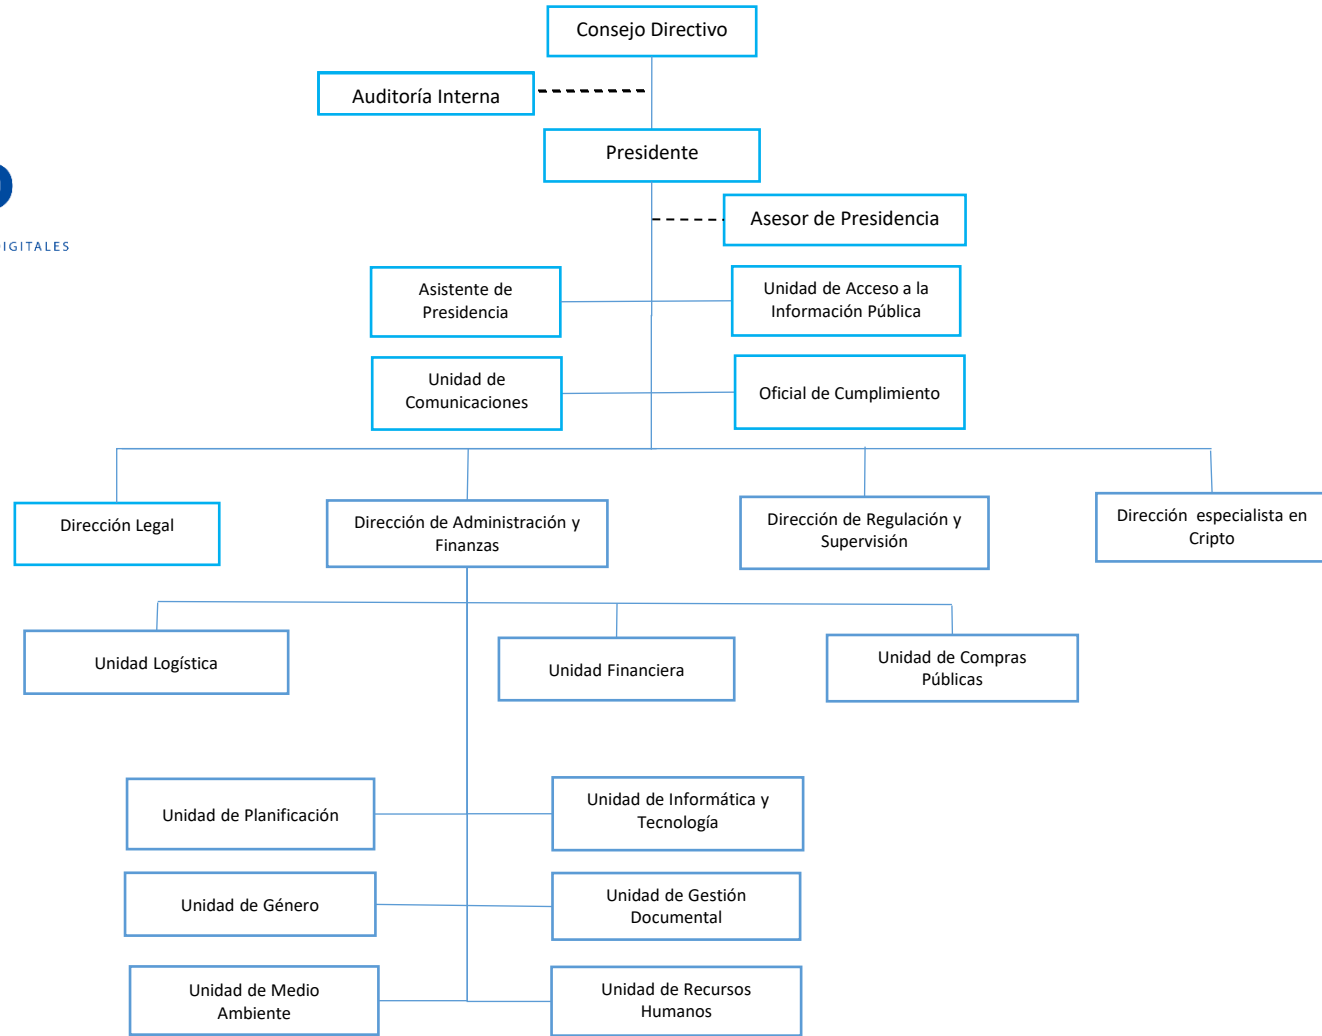 Consejo Directivo
Auditoría Interna
Presidente
Asesor de Presidencia
DIGITALES
Asistente de
Presidencia
Unidad de Acceso a la
Información Pública
Unidad de
Comunicaciones
Oficial de Cumplimiento
Dirección Legal
Dirección de Administración y
Finanzas
Dirección de Regulación y
Supervisión
Dirección especialista en
Cripto
Unidad Logística
Unidad Financiera
Unidad de Compras
Públicas
Unidad de Planificación
Unidad de Informática y
Tecnología
Unidad de Género
Unidad de Gestión
Documental
Unidad de Medio
Ambiente
Unidad de Recursos
Humanos